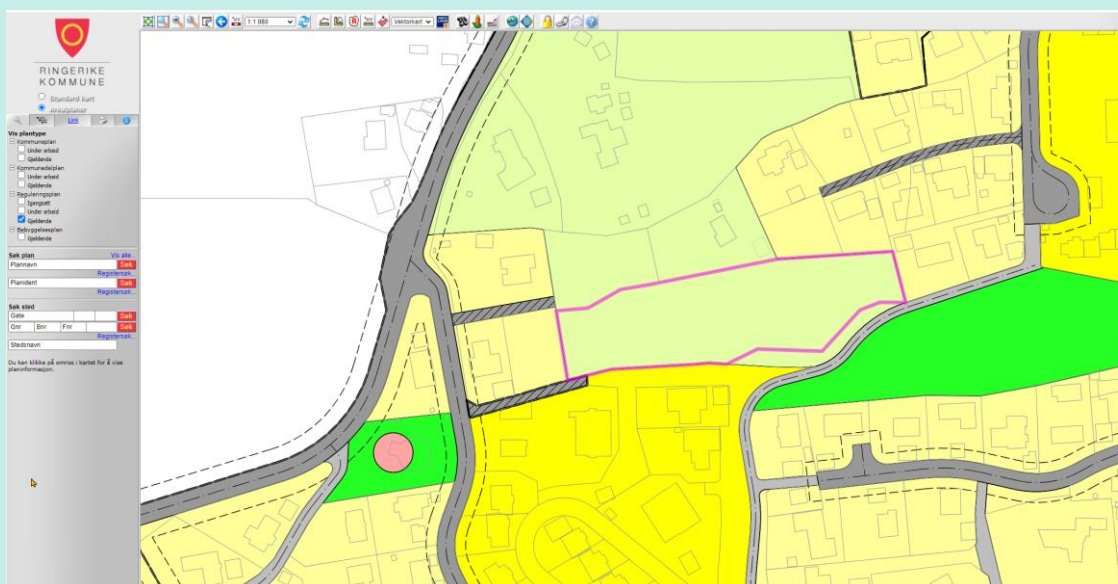 1:1 080
Vektorkart
RINGERIKE
KOMMUNE
Standard kart
Arealplaner
Vis plantype
Kommuneplan
Under arbeid
Gjeldende
Kommunedelplan
Under arbeid
Gjeldende
Reguleringsplan
Igangsatt
Under arbeid
Gjeldende
Bebyggelsesplan
Gjeldende
Søk plan Vis alle..
Plannavn Søk
Registersøk..
Planident Søk
Registersøk..
Søk sted
Gate Søk
Gnr Bnr Fnr Søk
Registersøk..
Stedsnavn
Du kan klikke på omriss i kartet for å vise
planinformasjon.